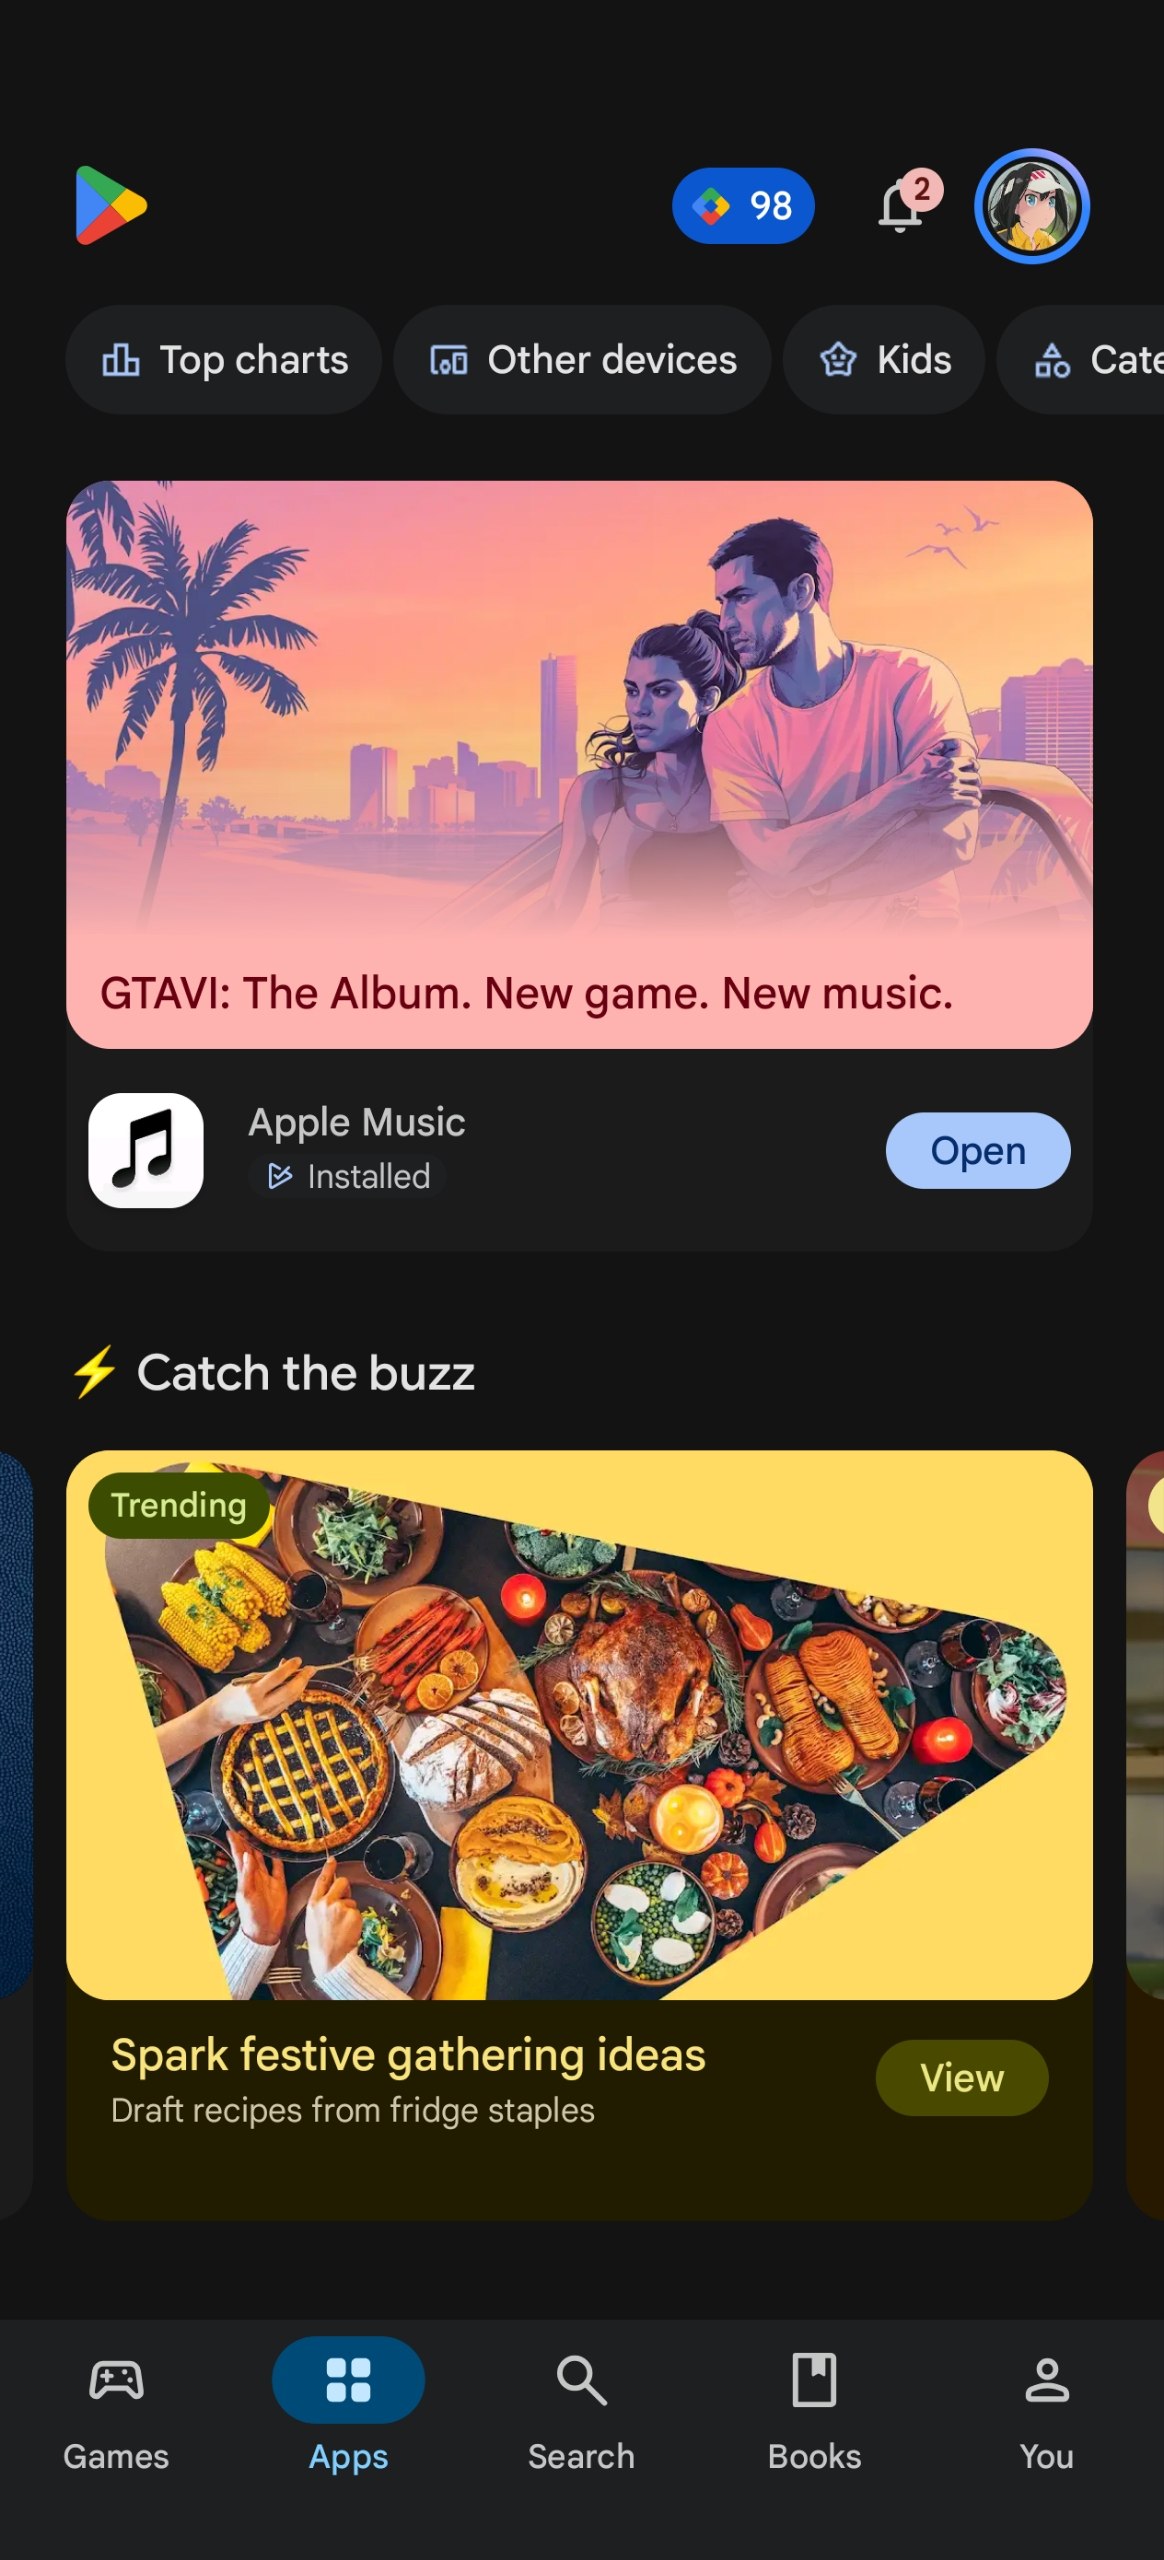 98
2
Top charts
Other devices
Kids
Cate
GTAVI: The Album. New game. New music.
Apple Music
Installed
Open
⚡ Catch the buzz
Trending
Spark festive gathering ideas
Draft recipes from fridge staples
View
Games
Apps
Search
Books
You